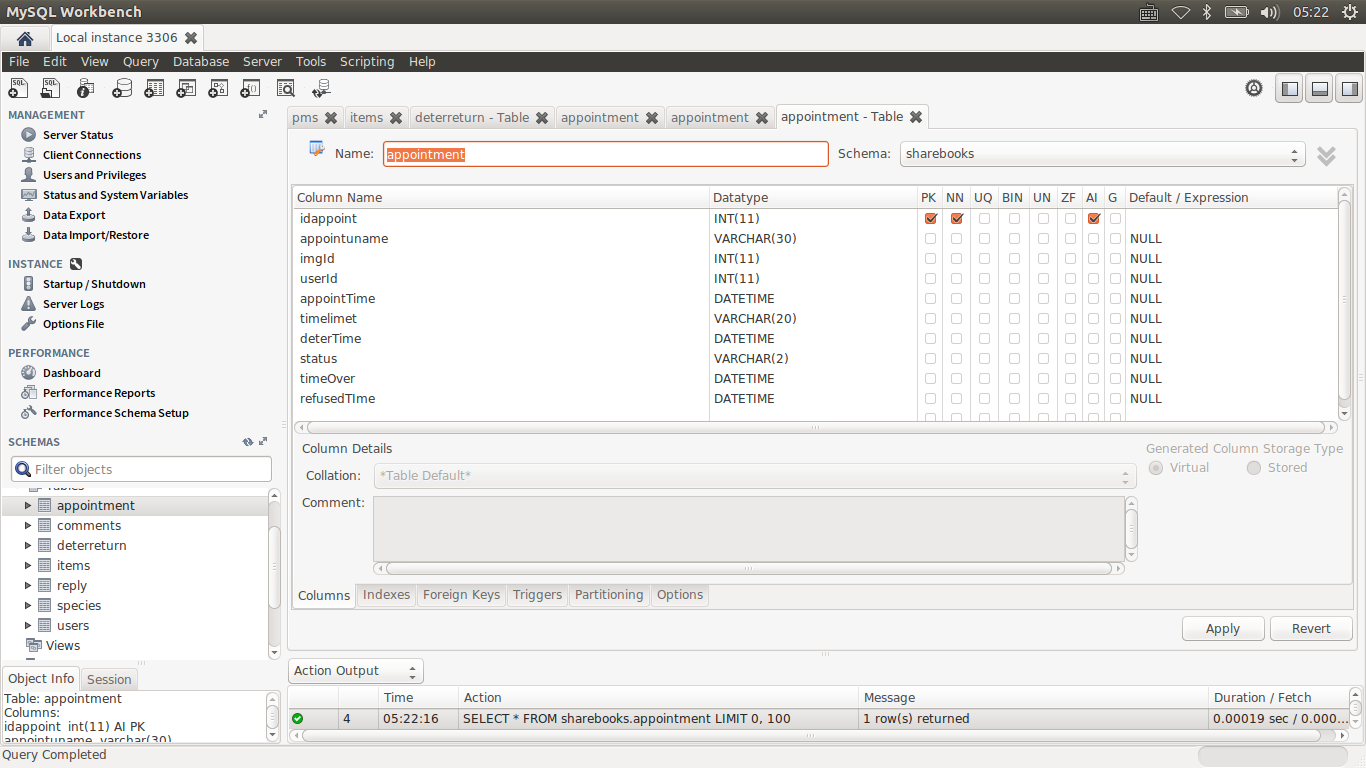 MySQL Workbench
05:22
Local instance 3306
File Edit View Query Database Server Tools Scripting Help
MANAGEMENT
Server Status
Client Connections
Users and Privileges
Status and System Variables
Data Export
Data Import/Restore
INSTANCE
Startup / Shutdown
Server Logs
Options File
PERFORMANCE
Dashboard
Performance Reports
Performance Schema Setup
SCHEMAS
Filter objects
Tables
appointment
comments
deterreturn
items
reply
species
users
Views
Object Info Session
Table: appointment
Columns:
idappoint int(11) AI PK
appointuname varchar(30)
pms items deterreturn - Table appointment appointment appointment - Table
Name: appointment Schema: sharebooks
Column Name Datatype PK NN UQ BIN UN ZF AI G Default / Expression
idappoint INT(11)
appointuname VARCHAR(30) NULL
imgId INT(11) NULL
userId INT(11) NULL
appointTime DATETIME NULL
timelimet VARCHAR(20) NULL
deterTime DATETIME NULL
status VARCHAR(2) NULL
timeOver DATETIME NULL
refusedTIme DATETIME NULL
Column Details Generated Column Storage Type
Collation: *Table Default* Virtual Stored
Comment:
Columns Indexes Foreign Keys Triggers Partitioning Options
Apply Revert
Action Output
Time Action Message Duration / Fetch
4 05:22:16 SELECT * FROM sharebooks.appointment LIMIT 0, 100 1 row(s) returned 0.00019 sec / 0.000...
Query Completed